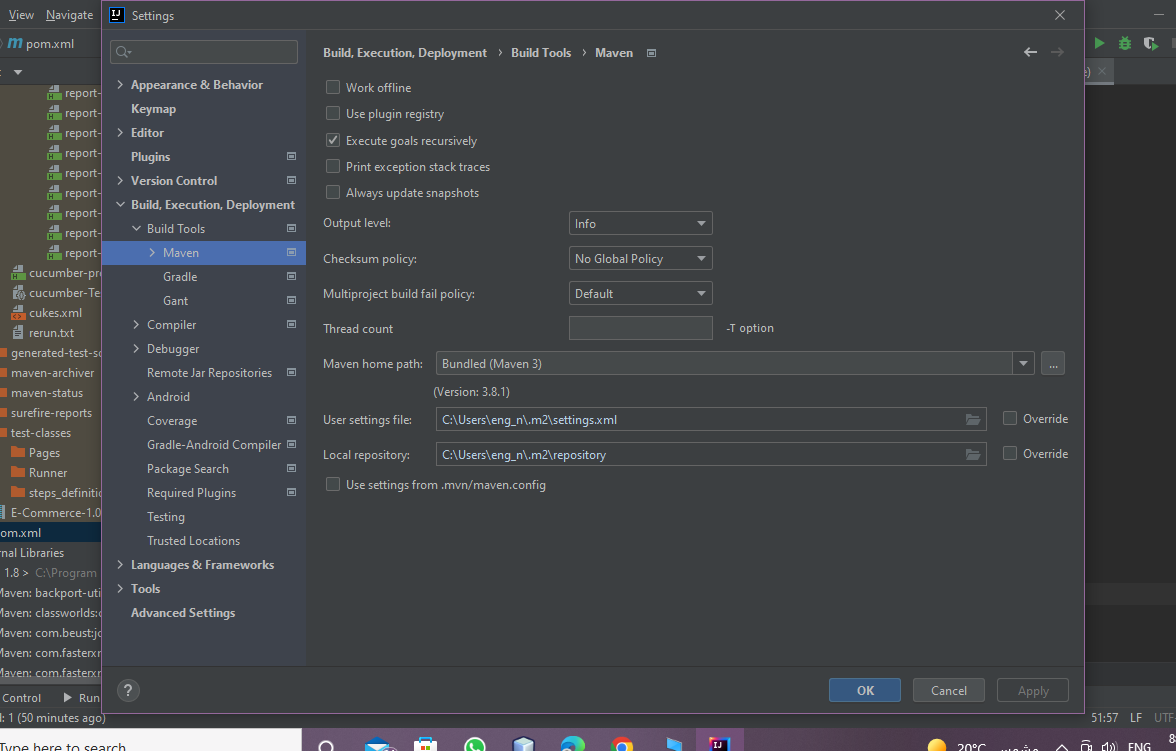 View Navigate
IJ Settings
m pom.xml
Build, Execution, Deployment › Build Tools › Maven
Appearance & Behavior
Keymap
Editor
Plugins
Version Control
Build, Execution, Deployment
Build Tools
Maven
Gradle
Gant
Compiler
Debugger
Remote Jar Repositories
Android
Coverage
Gradle-Android Compiler
Package Search
Required Plugins
Testing
Trusted Locations
Languages & Frameworks
Tools
Advanced Settings
Work offline
Use plugin registry
Execute goals recursively
Print exception stack traces
Always update snapshots
Output level: Info
Checksum policy: No Global Policy
Multiproject build fail policy: Default
Thread count -T option
Maven home path: Bundled (Maven 3) ...
(Version: 3.8.1)
User settings file: C:\Users\eng_n\.m2\settings.xml Override
Local repository: C:\Users\eng_n\.m2\repository Override
Use settings from .mvn/maven.config
? OK Cancel Apply
report-
report-
report-
report-
report-
report-
report-
report-
report-
cucumber-pr
cucumber-Te
cukes.xml
rerun.txt
generated-test-so
maven-archiver
maven-status
surefire-reports
test-classes
Pages
Runner
steps_definitio
E-Commerce-1.0
om.xml
rnal Libraries
1.8 > C:\Program
Maven: backport-uti
Maven: classworlds:c
Maven: com.beust:jc
Maven: com.fasterxm
Maven: com.fasterxm
Control Run
d: 1 (50 minutes ago)
51:57 LF UTF-
Type here to search
IJ
20°C
ENG
8